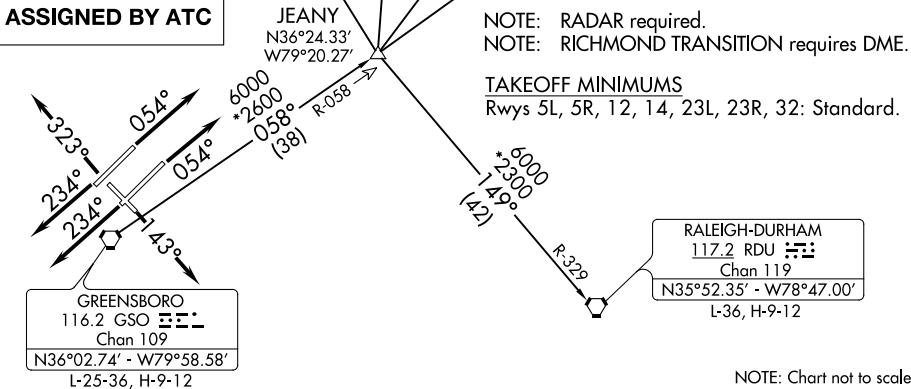 ASSIGNED BY ATC
JEANY
N36°24.33'
W79°20.27'
NOTE: RADAR required.
NOTE: RICHMOND TRANSITION requires DME.
TAKEOFF MINIMUMS
Rwys 5L, 5R, 12, 14, 23L, 23R, 32: Standard.
6000
*2600
058°
(38)
R-058
323°
054°
234°
054°
234°
143°
6000
*2300
149°
(42)
R-329
GREENSBORO
116.2 GSO
Chan 109
N36°02.74' - W79°58.58'
L-25-36, H-9-12
RALEIGH-DURHAM
117.2 RDU
Chan 119
N35°52.35' - W78°47.00'
L-36, H-9-12
NOTE: Chart not to scale